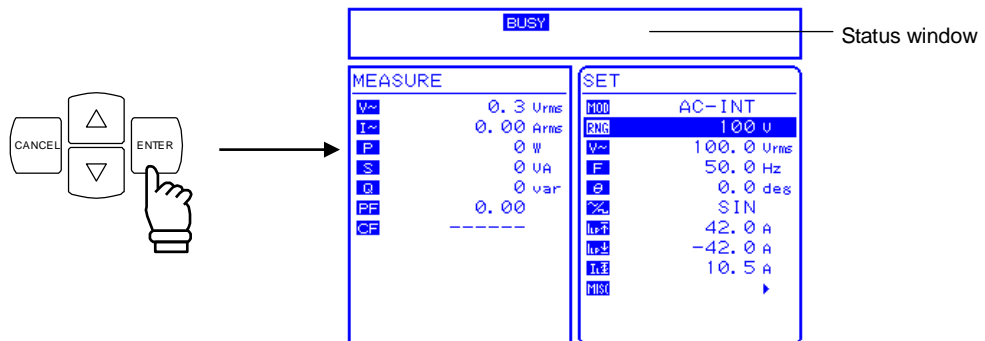 BUSY
Status window
CANCEL
ENTER
MEASURE
V~ 0.3 Vrms
I~ 0.00 Arms
P 0 W
S 0 VA
Q 0 var
PF 0.00
CF ------
SET
MOD AC-INT
RNG 100 V
V~ 100.0 Vrms
F 50.0 Hz
θ 0.0 deg
SIN
42.0 A
-42.0 A
10.5 A
MISC